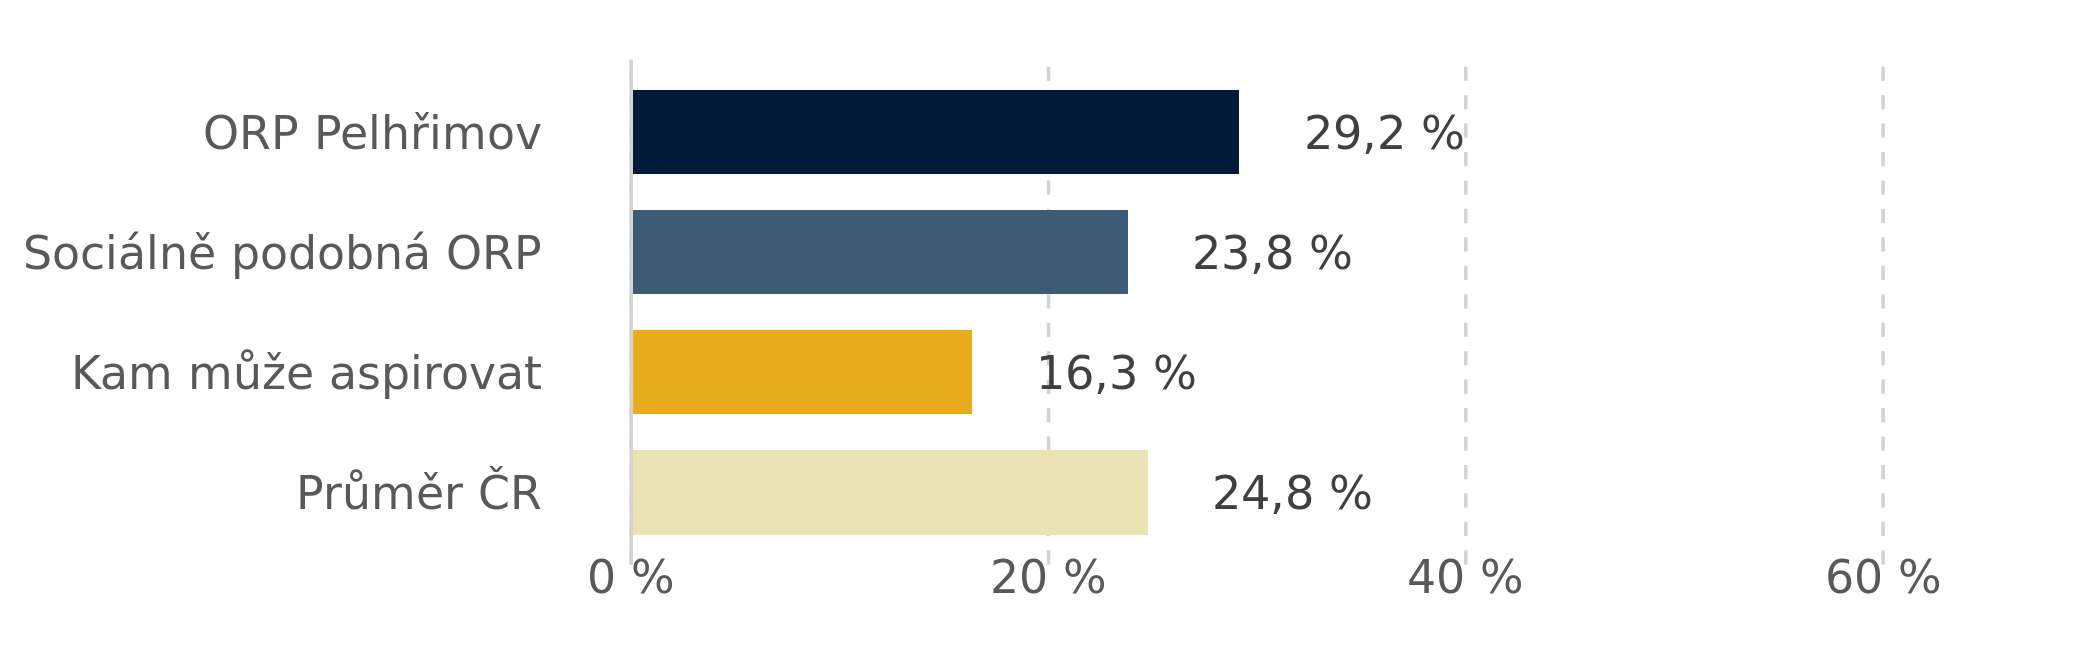 ORP Pelhřimov
29,2 %
Sociálně podobná ORP
23,8 %
Kam může aspirovat
16,3 %
Průměr ČR
24,8 %
0 %
20 %
40 %
60 %